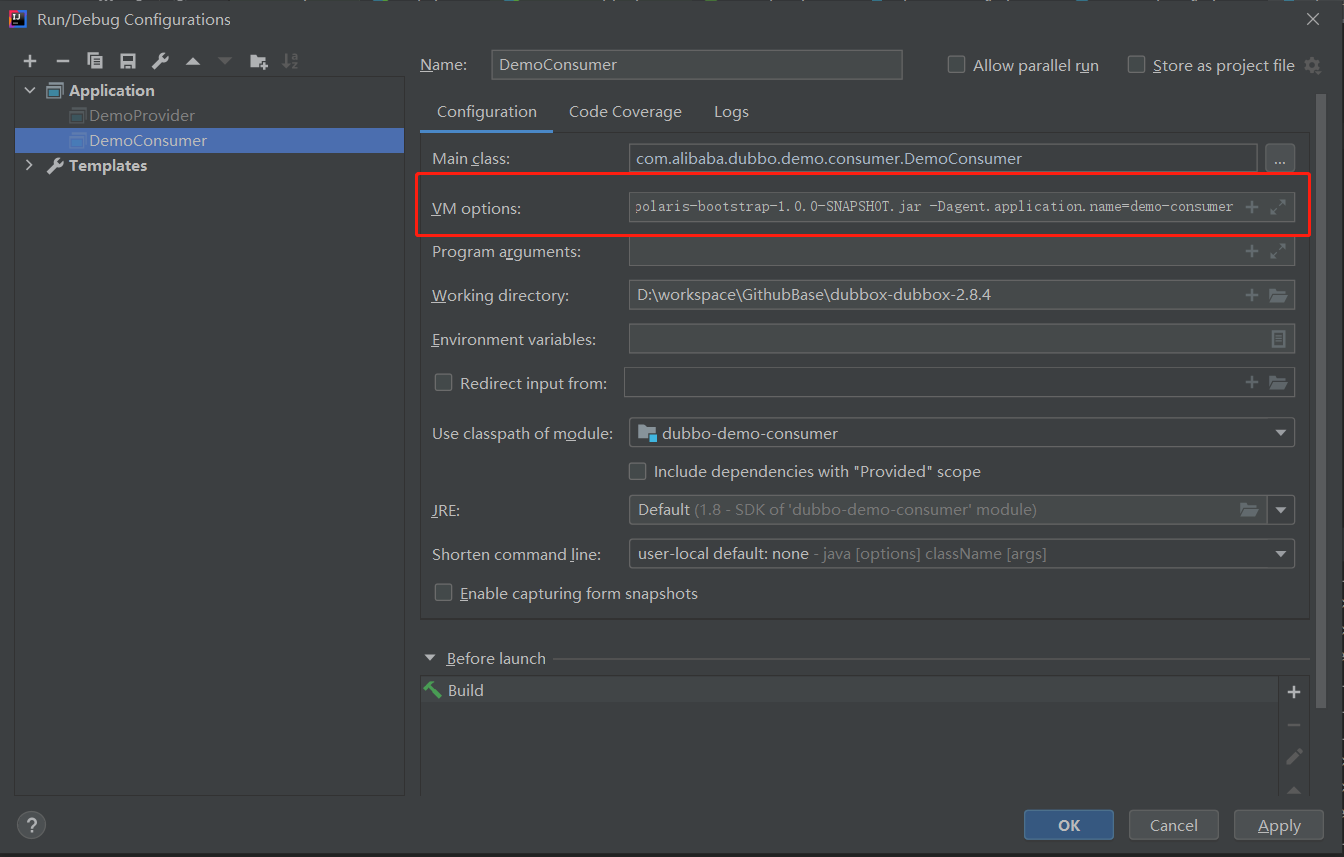 Run/Debug Configurations
Application
DemoProvider
DemoConsumer
Templates
Name: DemoConsumer Allow parallel run Store as project file
Configuration Code Coverage Logs
Main class: com.alibaba.dubbo.demo.consumer.DemoConsumer ...
VM options: polaris-bootstrap-1.0.0-SNAPSHOT.jar -Dagent.application.name=demo-consumer
Program arguments:
Working directory: D:\workspace\GithubBase\dubbox-dubbox-2.8.4
Environment variables:
Redirect input from:
Use classpath of module: dubbo-demo-consumer
Include dependencies with "Provided" scope
JRE: Default (1.8 - SDK of 'dubbo-demo-consumer' module)
Shorten command line: user-local default: none - java [options] className [args]
Enable capturing form snapshots
Before launch
Build
? OK Cancel Apply